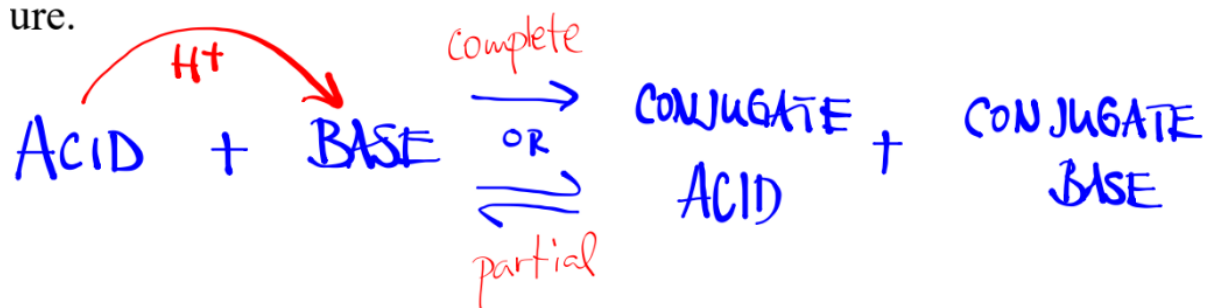 ure.
H+
complete
ACID + BASE → OR ⇌ CONJUGATE ACID + CONJUGATE BASE
partial